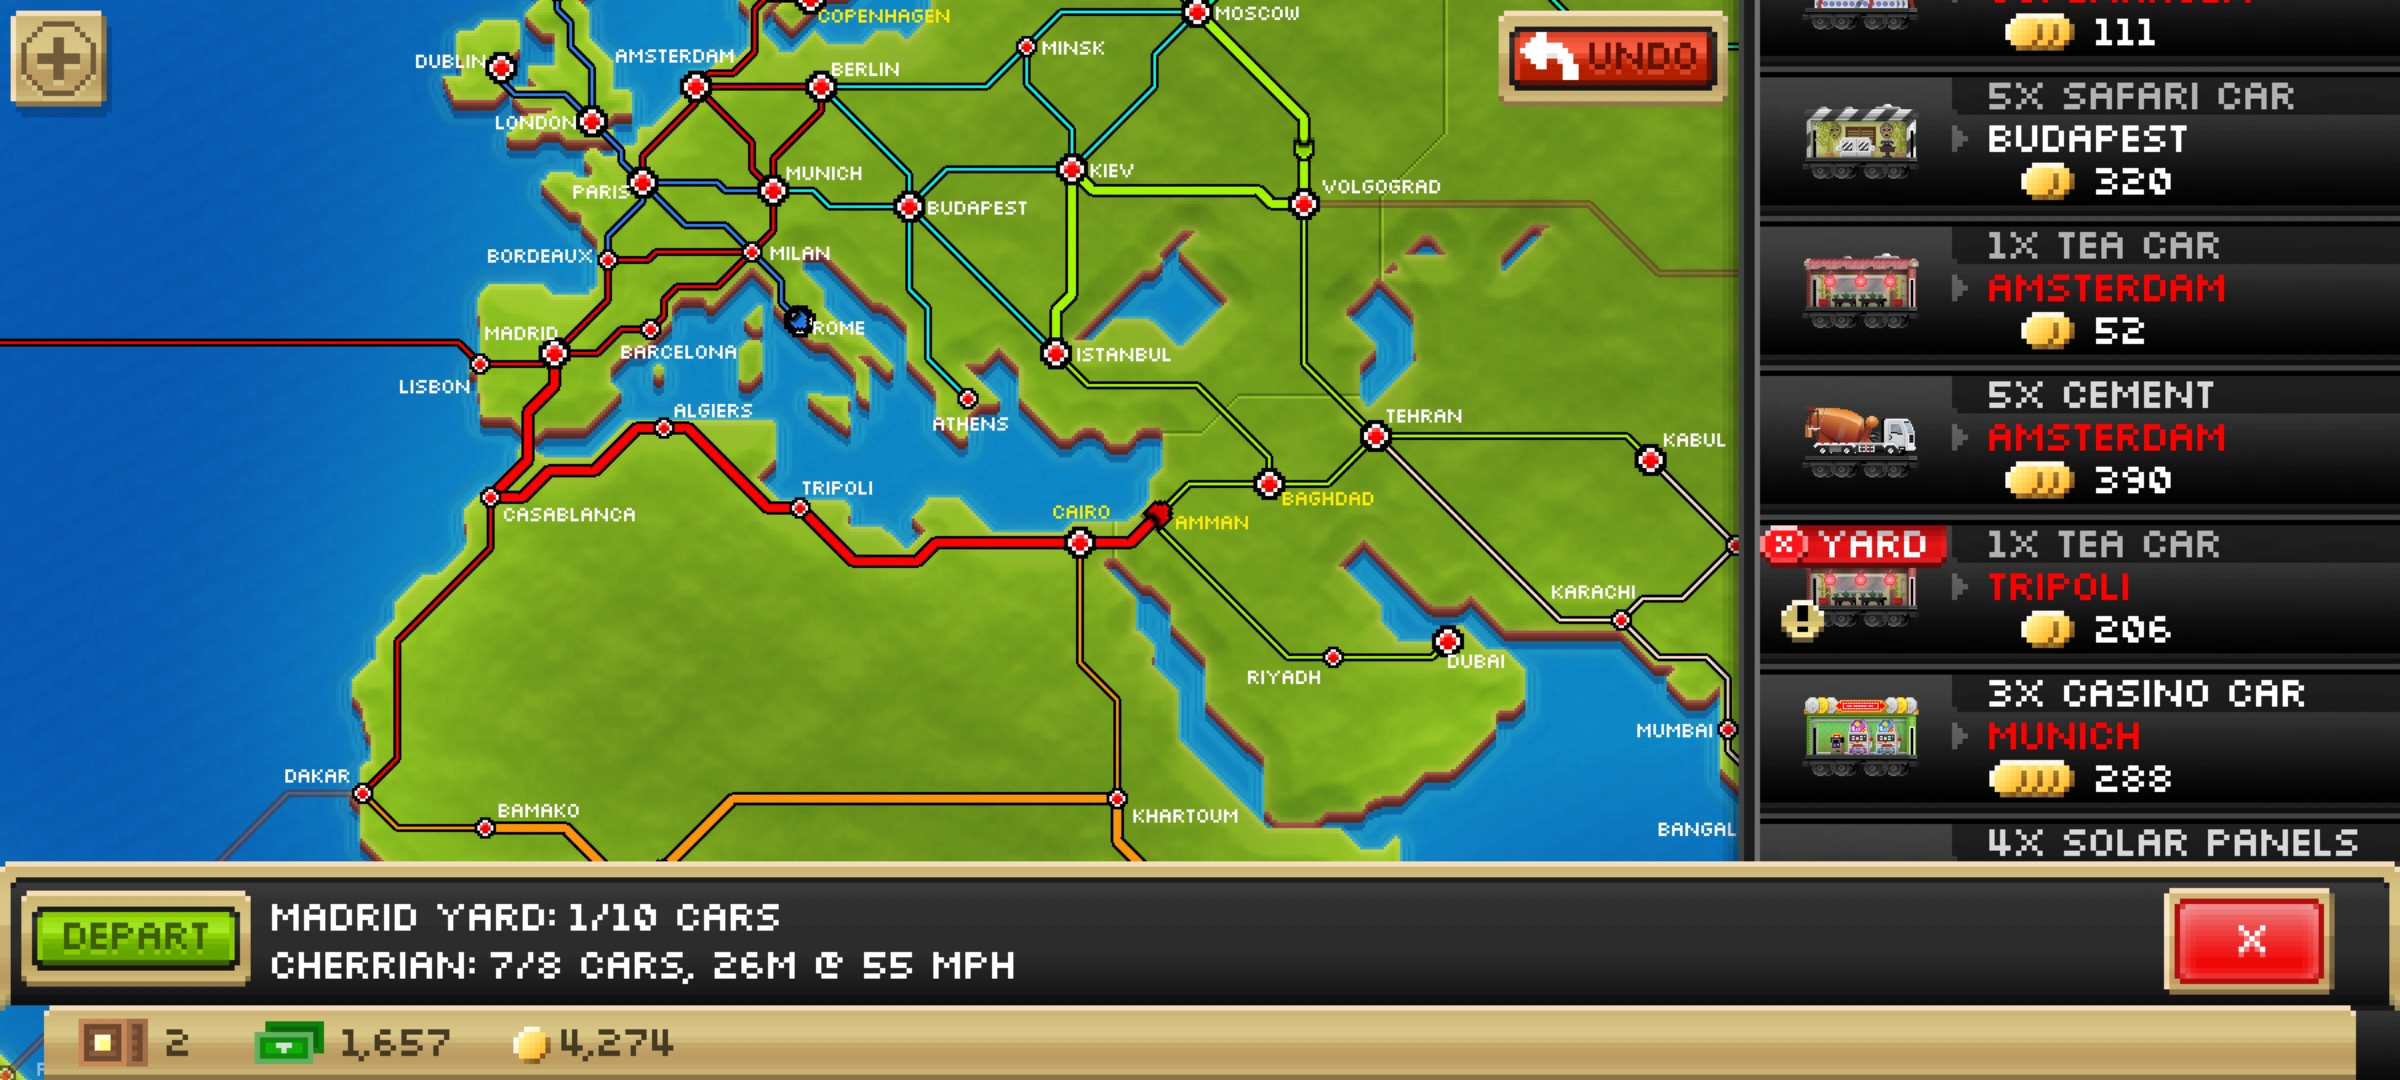 COPENHAGEN
MOSCOW
MINSK
UNDO
DUBLIN
AMSTERDAM
BERLIN
LONDON
MUNICH
KIEV
PARIS
VOLGOGRAD
BUDAPEST
BORDEAUX
MILAN
MADRID
ROME
BARCELONA
ISTANBUL
LISBON
ALGIERS
ATHENS
TEHRAN
KABUL
TRIPOLI
CASABLANCA
CAIRO
AMMAN
BAGHDAD
KARACHI
RIYADH
DUBAI
MUMBAI
DAKAR
BAMAKO
KHARTOUM
BANGAL
111
5X SAFARI CAR
BUDAPEST
320
1X TEA CAR
AMSTERDAM
52
5X CEMENT
AMSTERDAM
390
YARD
1X TEA CAR
TRIPOLI
206
3X CASINO CAR
MUNICH
288
4X SOLAR PANELS
DEPART
MADRID YARD: 1/10 CARS
CHERRIAN: 7/8 CARS, 26M @ 55 MPH
X
2
1,657
4,274